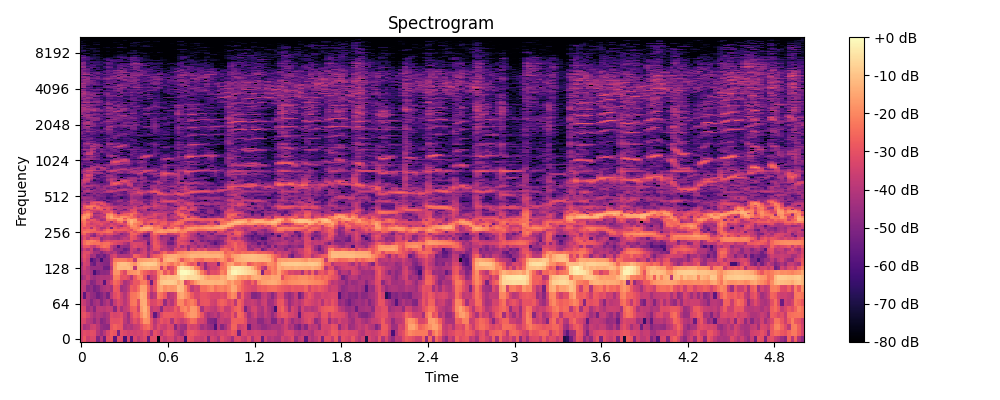 Spectrogram
Frequency
8192
4096
2048
1024
512
256
128
64
0
0 0.6 1.2 1.8 2.4 3 3.6 4.2 4.8
Time
+0 dB
-10 dB
-20 dB
-30 dB
-40 dB
-50 dB
-60 dB
-70 dB
-80 dB